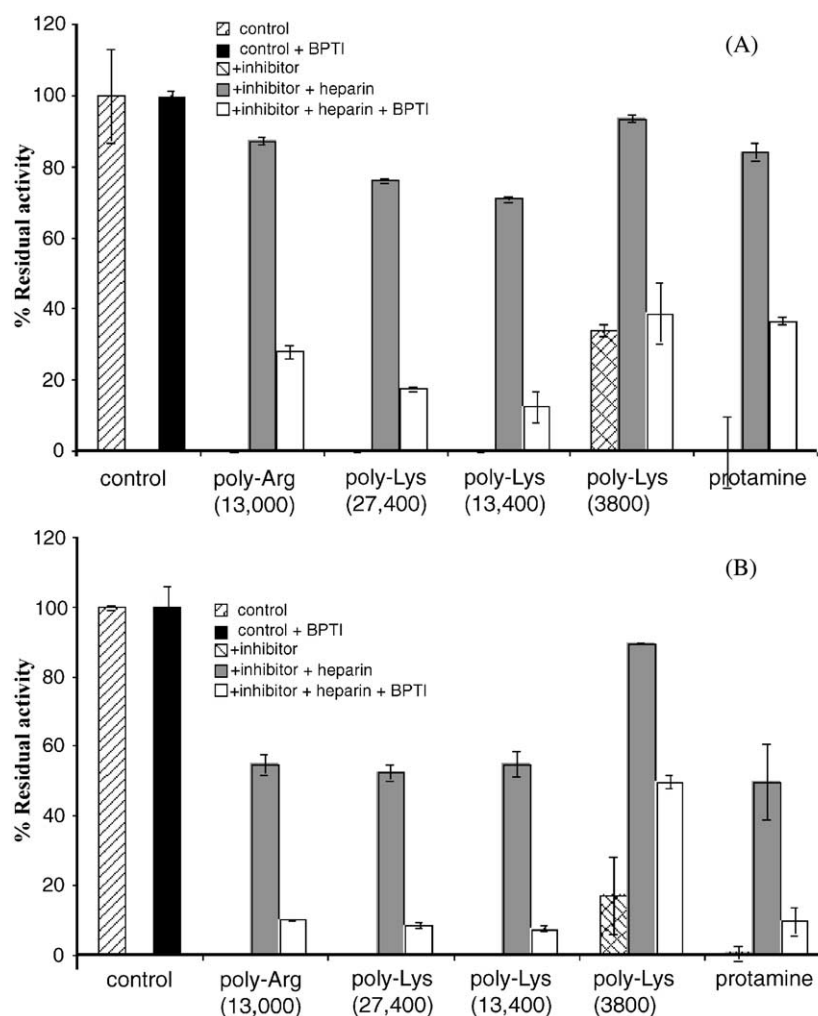 (A)
120
100
80
60
40
20
0
% Residual activity
control
control + BPTI
+inhibitor
+inhibitor + heparin
+inhibitor + heparin + BPTI
control
poly-Arg
(13,000)
poly-Lys
(27,400)
poly-Lys
(13,400)
poly-Lys
(3800)
protamine
(B)
120
100
80
60
40
20
0
% Residual activity
control
control + BPTI
+inhibitor
+inhibitor + heparin
+inhibitor + heparin + BPTI
control
poly-Arg
(13,000)
poly-Lys
(27,400)
poly-Lys
(13,400)
poly-Lys
(3800)
protamine